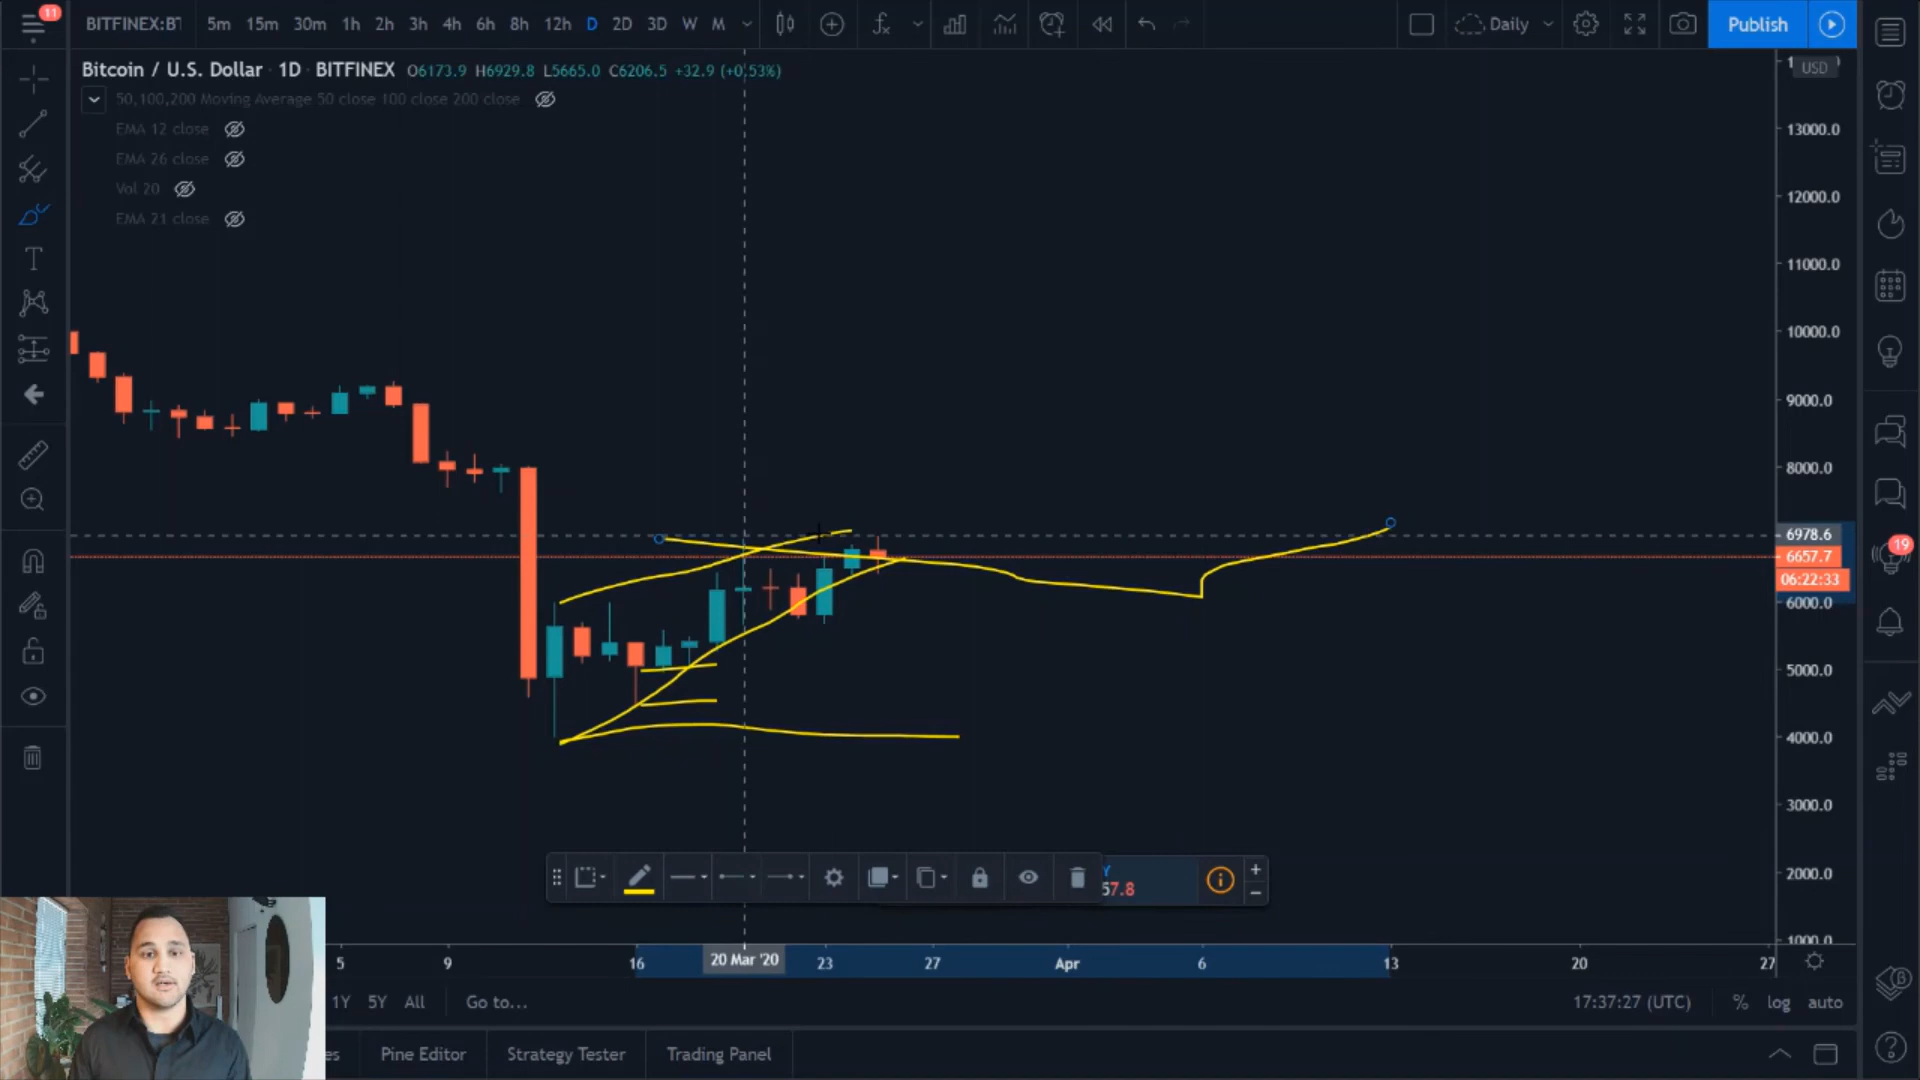 11
BITFINEX:BT 5m 15m 30m 1h 2h 3h 4h 6h 8h 12h D 2D 3D W M Daily Publish
Bitcoin / U.S. Dollar · 1D · BITFINEX O6173.9 H6929.8 L5665.0 C6206.5 +32.9 (+0.53%)
USD
50,100,200 Moving Average 50 close 100 close 200 close
EMA 12 close
EMA 26 close
Vol 20
EMA 21 close
13000.0
12000.0
11000.0
10000.0
9000.0
8000.0
6978.6
19
6657.7
06:22:33
6000.0
5000.0
4000.0
3000.0
2000.0
1000.0
Y
57.8
5 9 16 20 Mar '20 23 27 Apr 6 13 20 27
1Y 5Y All Go to... 17:37:27 (UTC) % log auto
es Pine Editor Strategy Tester Trading Panel